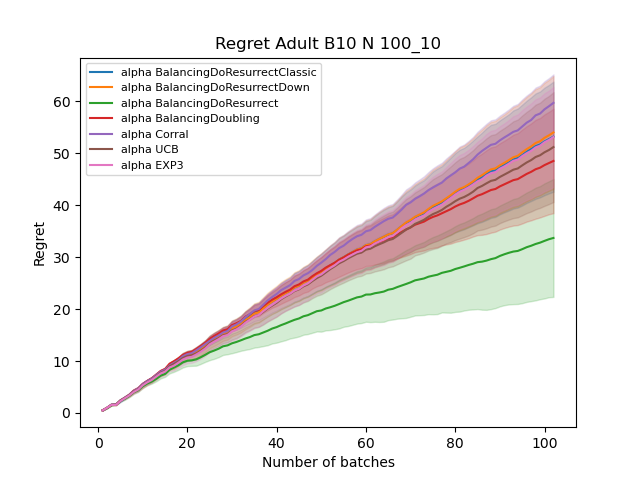 Regret Adult B10 N 100_10
alpha BalancingDoResurrectClassic
alpha BalancingDoResurrectDown
alpha BalancingDoResurrect
alpha BalancingDoubling
alpha Corral
alpha UCB
alpha EXP3
Regret
60
50
40
30
20
10
0
0 20 40 60 80 100
Number of batches